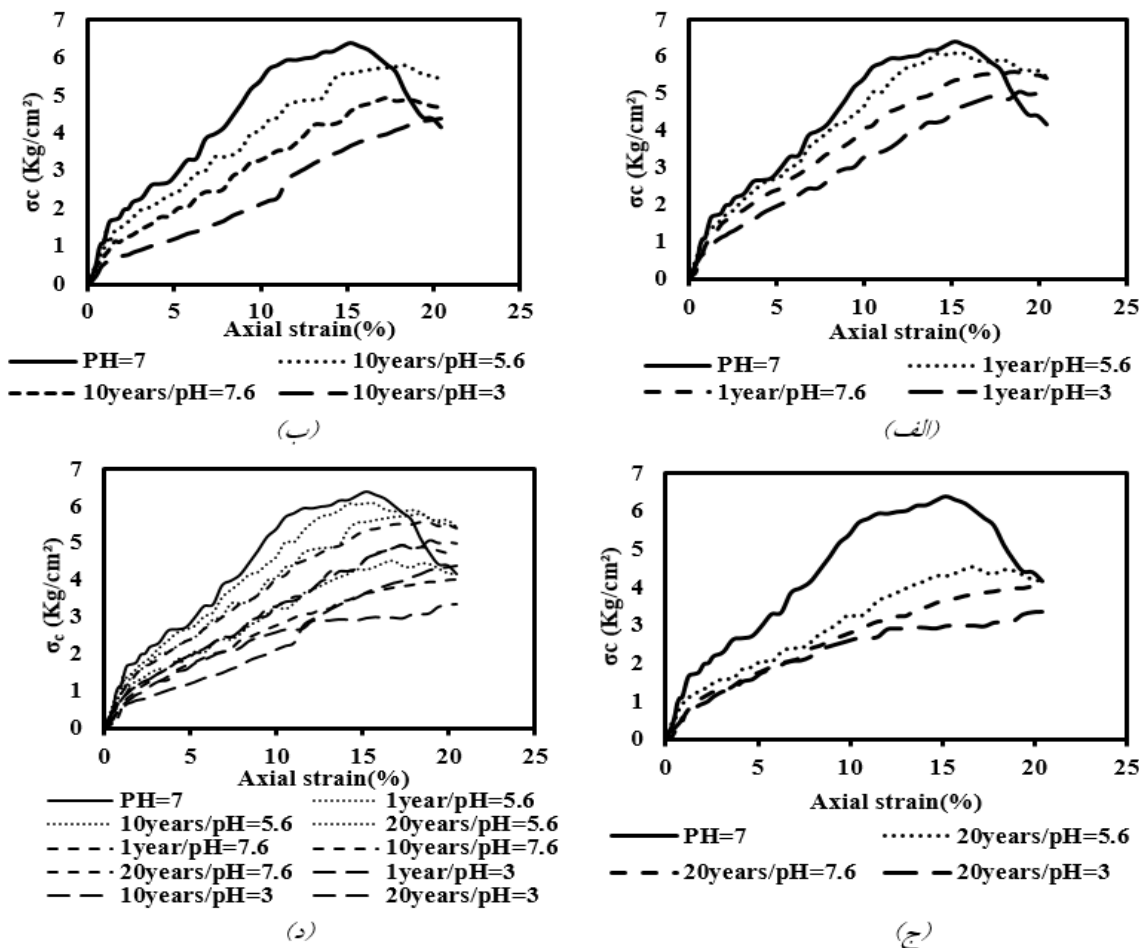 7
6
5
4
3
2
1
0
σc (Kg/cm²)
0 5 10 15 20 25
Axial strain(%)
PH=7 10years/pH=5.6
10years/pH=7.6 10years/pH=3
(ب)
7
6
5
4
3
2
1
0
σc (Kg/cm²)
0 5 10 15 20 25
Axial strain(%)
PH=7 1year/pH=5.6
1year/pH=7.6 1year/pH=3
(الف)
7
6
5
4
3
2
1
0
σc (Kg/cm²)
0 5 10 15 20 25
Axial strain(%)
PH=7 1year/pH=5.6
10years/pH=5.6 20years/pH=5.6
1year/pH=7.6 10years/pH=7.6
20years/pH=7.6 1year/pH=3
10years/pH=3 20years/pH=3
(د)
7
6
5
4
3
2
1
0
σc (Kg/cm²)
0 5 10 15 20 25
Axial strain(%)
PH=7 20years/pH=5.6
20years/pH=7.6 20years/pH=3
(ج)